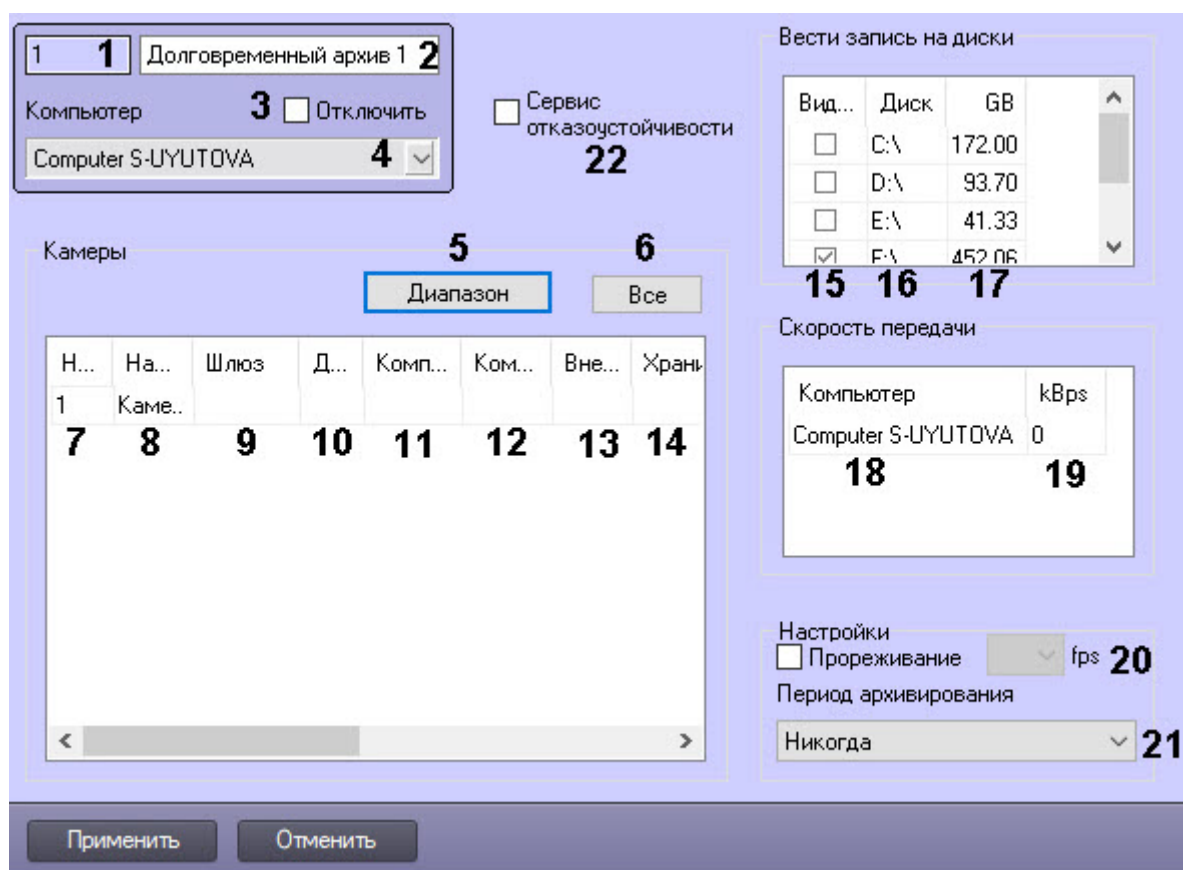 1 1 Долговременный архив 1 2
Компьютер 3 Отключить
Computer S-UYUTOVA 4
Сервис
отказоустойчивости
22
Вести запись на диски
Вид... Диск GB
C:\ 172.00
D:\ 93.70
E:\ 41.33
F:\ 452.06
15 16 17
Камеры 5 6
Диапазон Все
Н... На... Шлюз Д... Комп... Ком... Вне... Храни
1 Каме..
7 8 9 10 11 12 13 14
Скорость передачи
Компьютер kBps
Computer S-UYUTOVA 0
18 19
Настройки
Прореживание fps 20
Период архивирования
Никогда 21
Применить Отменить